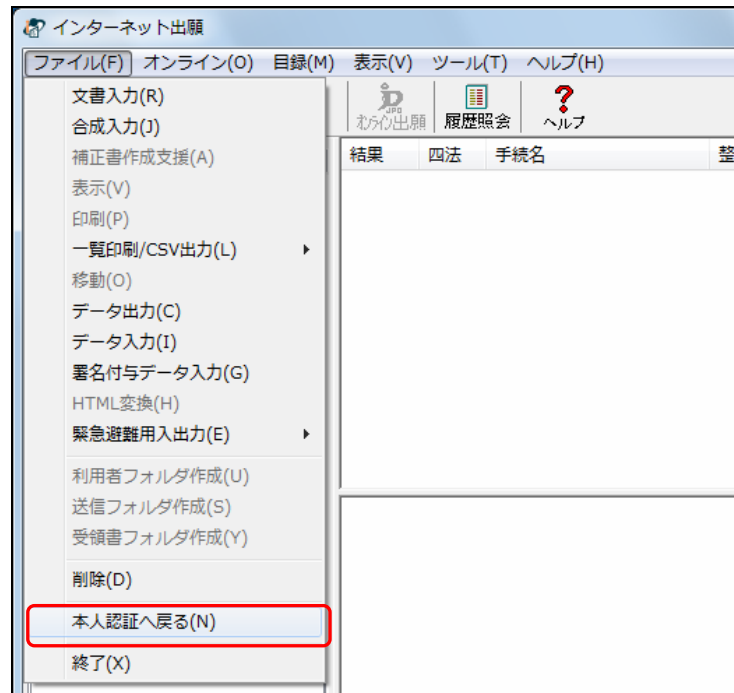 インターネット出願
ファイル(F) オンライン(O) 目録(M) 表示(V) ツール(T) ヘルプ(H)
文書入力(R)
合成入力(J)
補正書作成支援(A)
表示(V)
印刷(P)
一覧印刷/CSV出力(L)
移動(O)
データ出力(C)
データ入力(I)
署名付与データ入力(G)
HTML変換(H)
緊急避難用入出力(E)
利用者フォルダ作成(U)
送信フォルダ作成(S)
受領書フォルダ作成(Y)
削除(D)
本人認証へ戻る(N)
終了(X)
JPO
オンライン出願 履歴照会 ヘルプ
結果 四法 手続名 整